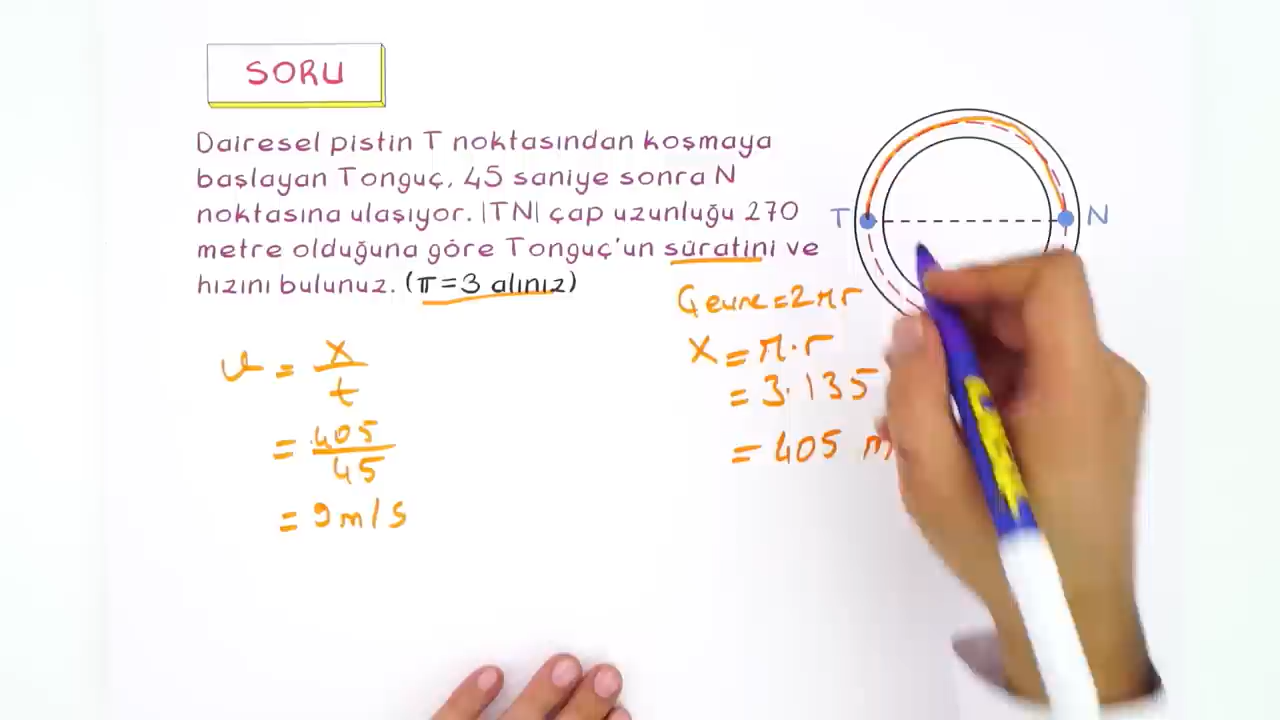 SORU
Dairesel pistin T noktasından koşmaya
başlayan Tonguç, 45 saniye sonra N
noktasına ulaşıyor. |TN| çap uzunluğu 270
metre olduğuna göre Tonguç'un süratini ve
hızını bulunuz. (π=3 alınız)
T
N
Çevre=2πr
x = π.r
= 3.135
= 405 m
v = x
t
= 405
45
= 9m/s